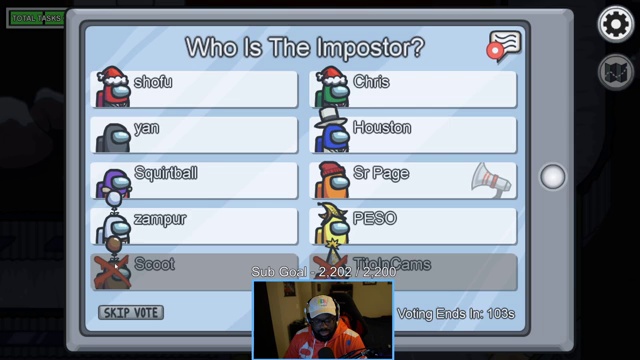 TOTAL TASKS
Who Is The Impostor?
shofu
Chris
yan
Houston
Squirtball
Sr Page
zampur
PESO
Scoot
TitoInCams
Sub Goal - 2,202 / 2,200
SKIP VOTE
Voting Ends In: 103s